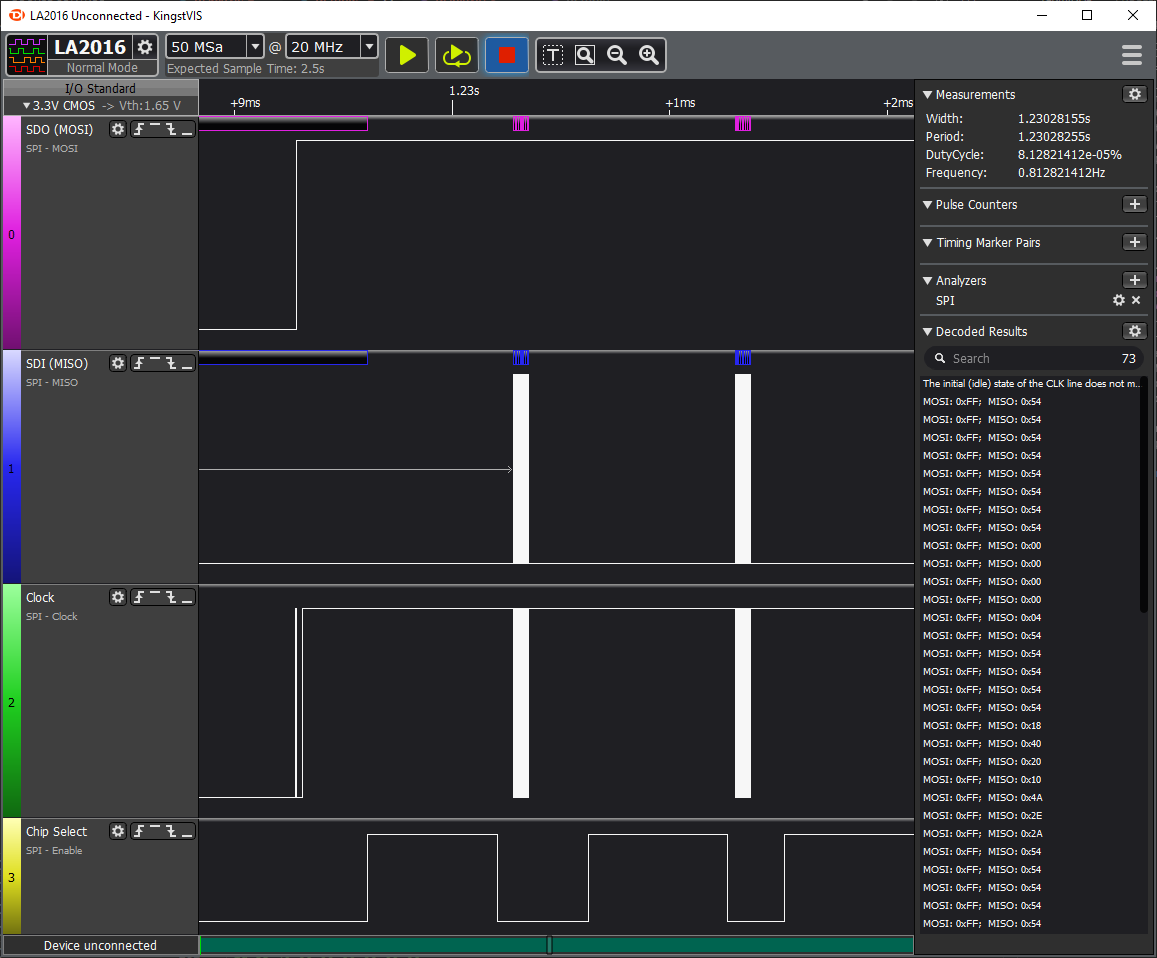 LA2016 Unconnected - KingstVIS
LA2016
Normal Mode
50 MSa @ 20 MHz
Expected Sample Time: 2.5s
I/O Standard
3.3V CMOS -> Vth:1.65 V
+9ms 1.23s +1ms +2ms
SDO (MOSI)
SPI - MOSI
0
SDI (MISO)
SPI - MISO
1
Clock
SPI - Clock
2
Chip Select
SPI - Enable
3
Device unconnected
Measurements
Width: 1.23028155s
Period: 1.23028255s
DutyCycle: 8.12821412e-05%
Frequency: 0.812821412Hz
Pulse Counters
Timing Marker Pairs
Analyzers
SPI
Decoded Results
Search 73
The initial (idle) state of the CLK line does not m...
MOSI: 0xFF; MISO: 0x54
MOSI: 0xFF; MISO: 0x54
MOSI: 0xFF; MISO: 0x54
MOSI: 0xFF; MISO: 0x54
MOSI: 0xFF; MISO: 0x54
MOSI: 0xFF; MISO: 0x54
MOSI: 0xFF; MISO: 0x54
MOSI: 0xFF; MISO: 0x54
MOSI: 0xFF; MISO: 0x00
MOSI: 0xFF; MISO: 0x00
MOSI: 0xFF; MISO: 0x00
MOSI: 0xFF; MISO: 0x00
MOSI: 0xFF; MISO: 0x04
MOSI: 0xFF; MISO: 0x54
MOSI: 0xFF; MISO: 0x54
MOSI: 0xFF; MISO: 0x54
MOSI: 0xFF; MISO: 0x54
MOSI: 0xFF; MISO: 0x54
MOSI: 0xFF; MISO: 0x18
MOSI: 0xFF; MISO: 0x40
MOSI: 0xFF; MISO: 0x20
MOSI: 0xFF; MISO: 0x10
MOSI: 0xFF; MISO: 0x4A
MOSI: 0xFF; MISO: 0x2E
MOSI: 0xFF; MISO: 0x2A
MOSI: 0xFF; MISO: 0x54
MOSI: 0xFF; MISO: 0x54
MOSI: 0xFF; MISO: 0x54
MOSI: 0xFF; MISO: 0x54
MOSI: 0xFF; MISO: 0x54